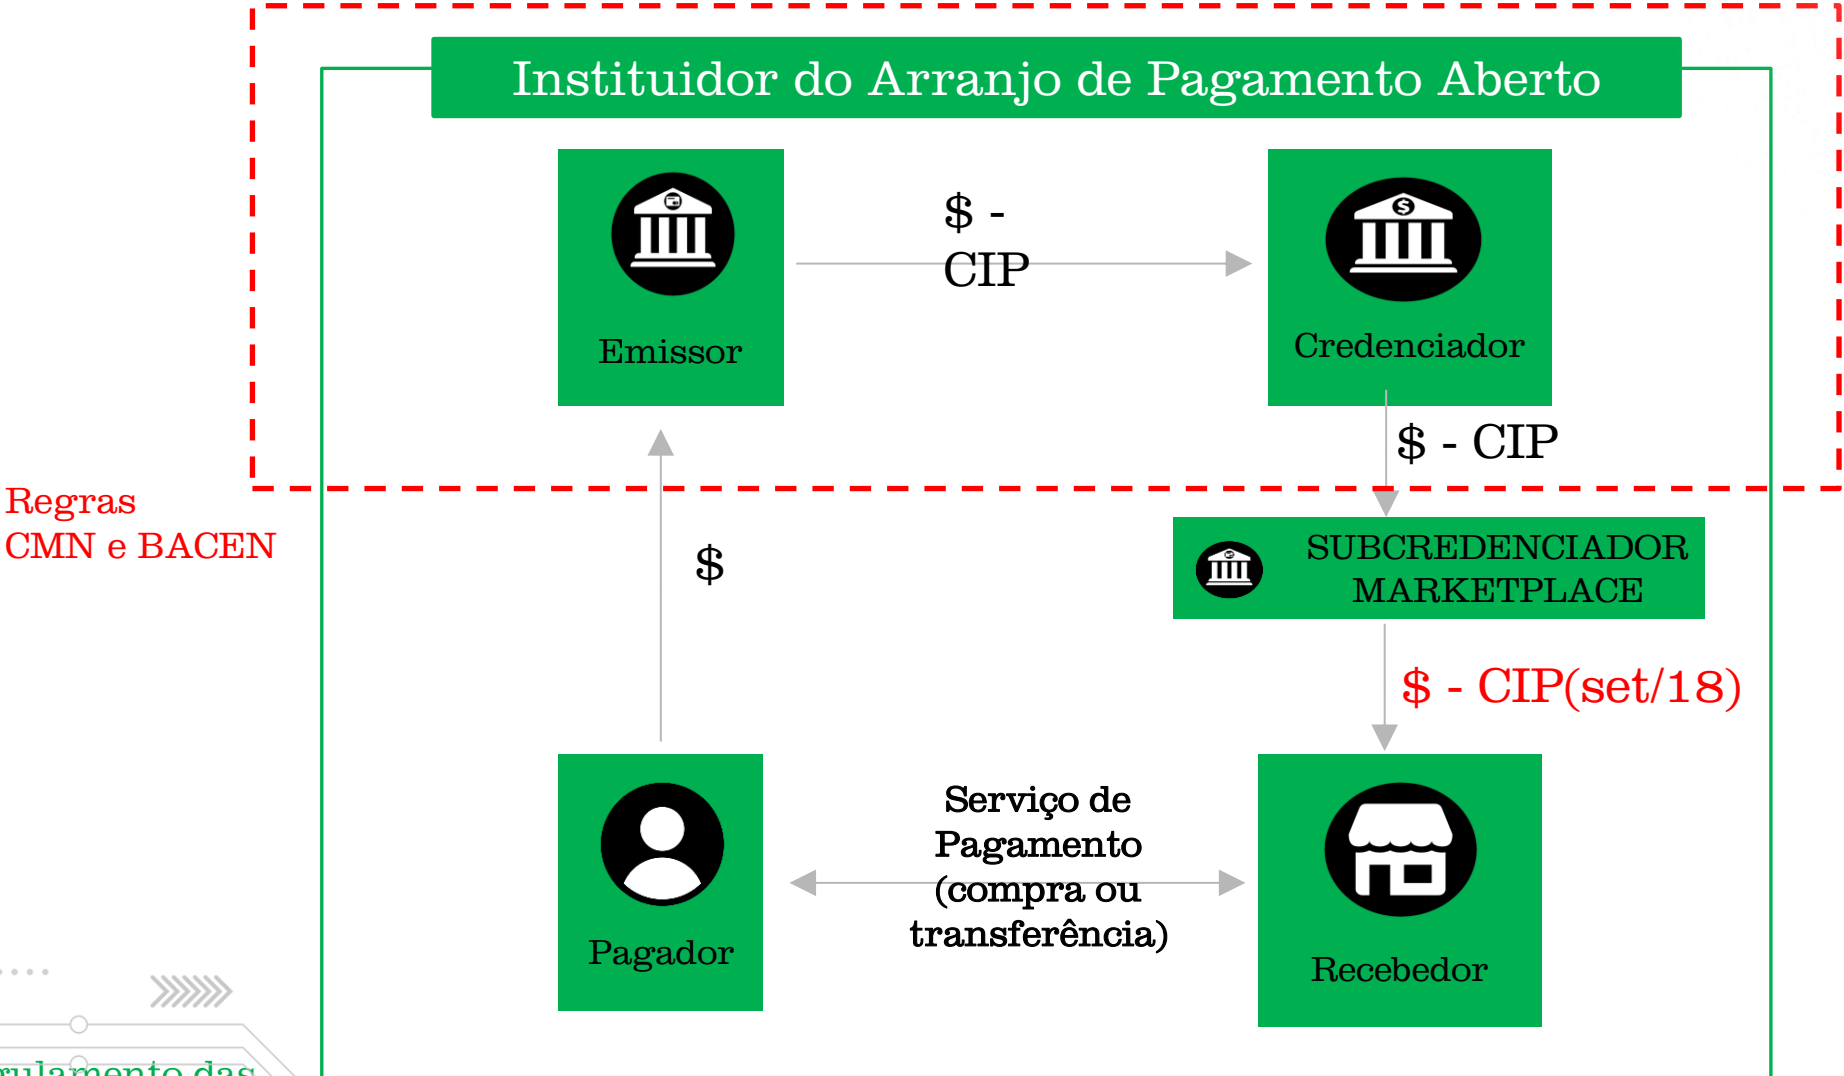 Instituidor do Arranjo de Pagamento Aberto
$ -
CIP
Emissor
Credenciador
$ - CIP
Regras
CMN e BACEN
$
SUBCREDENCIADOR
MARKETPLACE
$ - CIP(set/18)
Serviço de
Pagamento
(compra ou
transferência)
Pagador
Recebedor
das